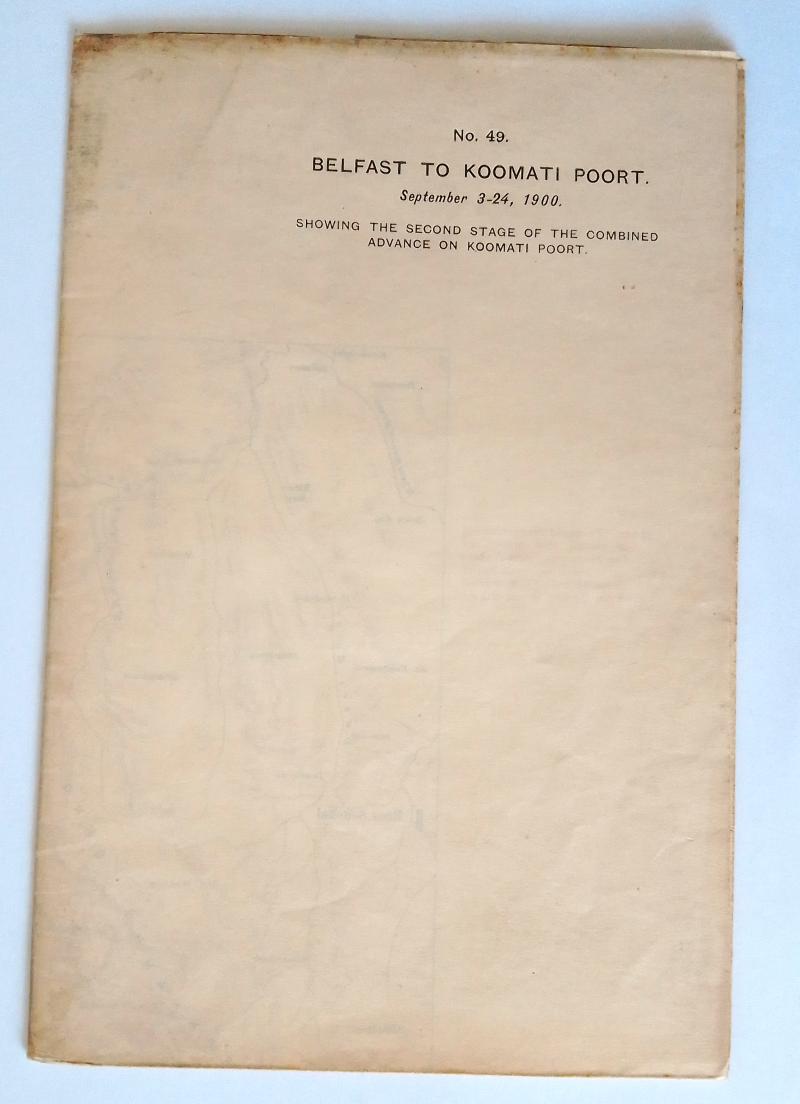 No. 49.
BELFAST TO KOOMATI POORT.
September 3-24, 1900.
SHOWING THE SECOND STAGE OF THE COMBINED
ADVANCE ON KOOMATI POORT.